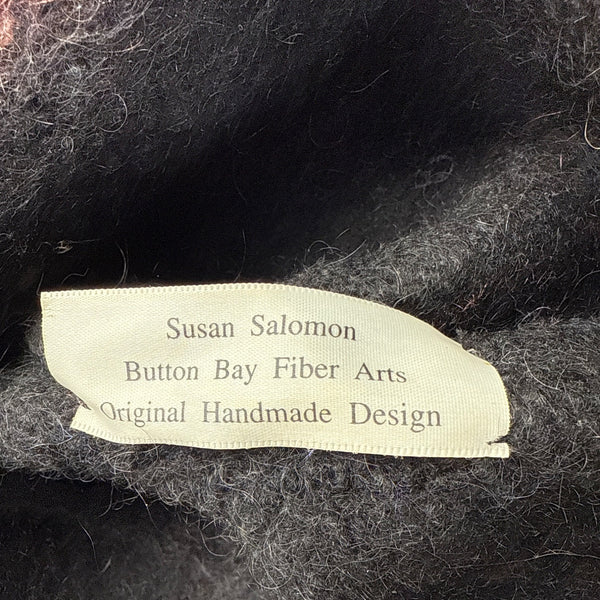 Susan Salomon
Button Bay Fiber Arts
Original Handmade Design